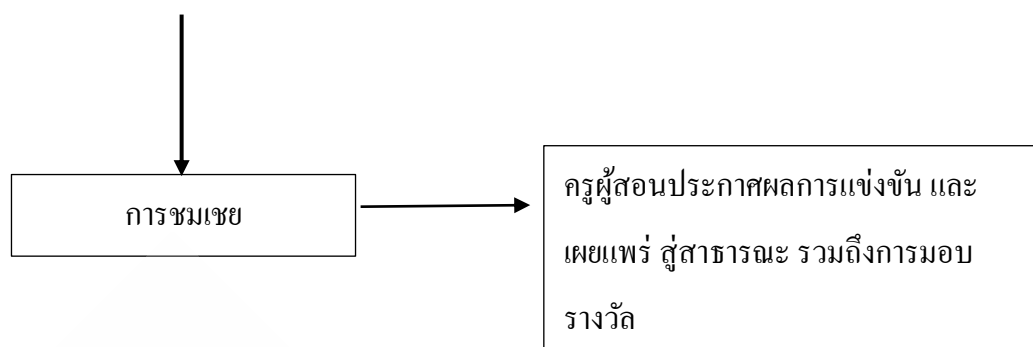 การชมเชย
ครูผู้สอนประกาศผลการแข่งขัน และ
เผยแพร่ สู่สาธารณะ รวมถึงการมอบ
รางวัล